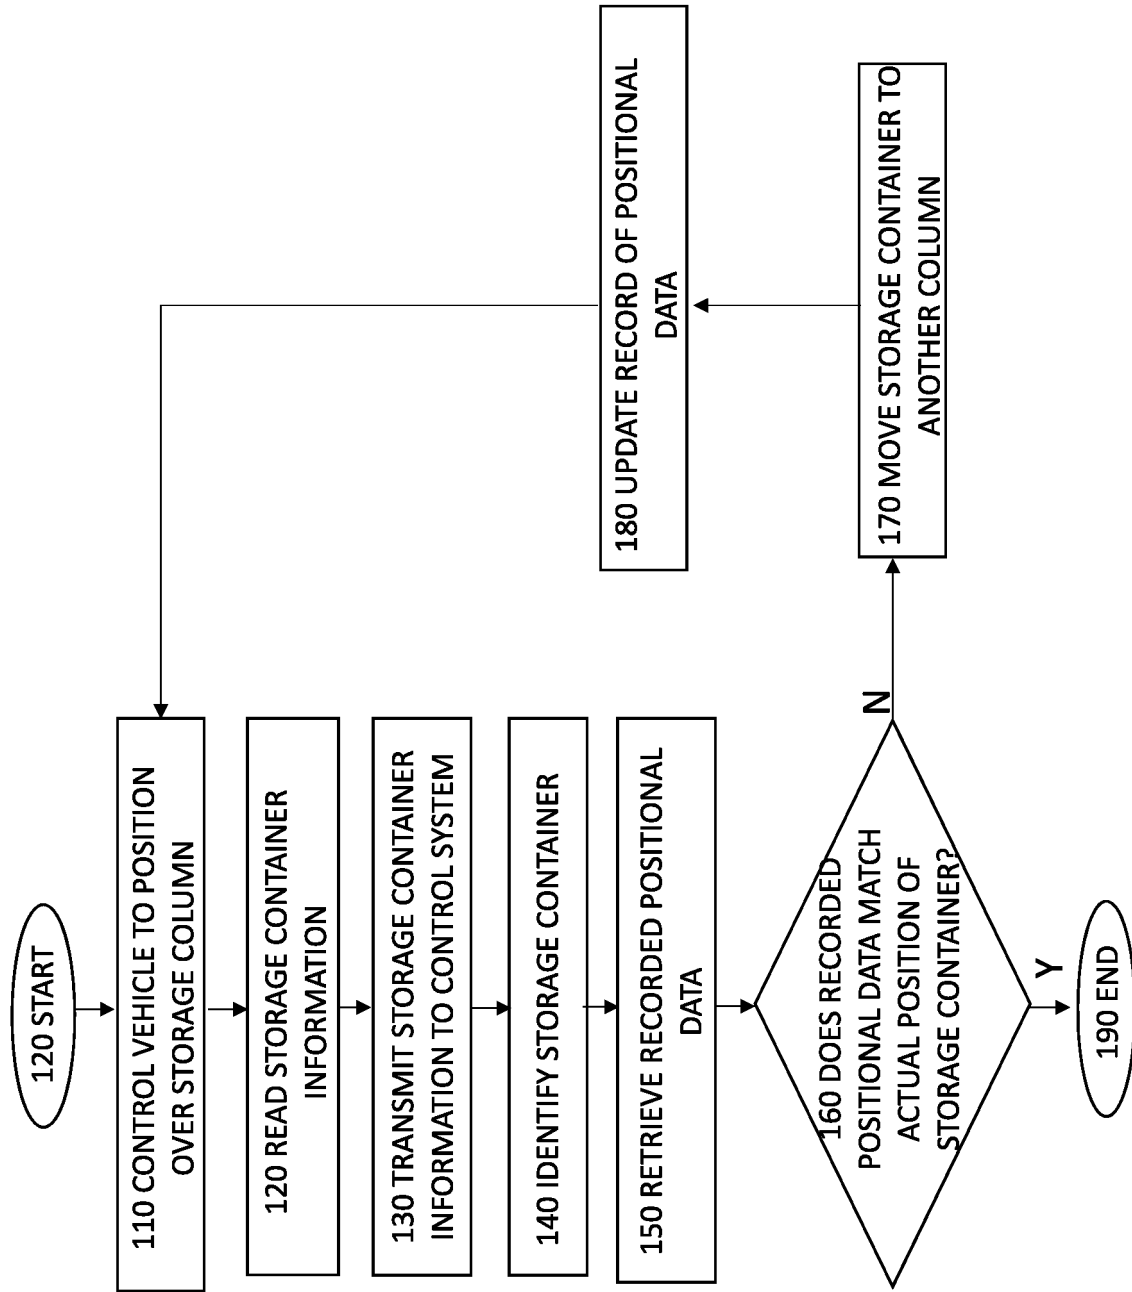 120 START
110 CONTROL VEHICLE TO POSITION
OVER STORAGE COLUMN
120 READ STORAGE CONTAINER
INFORMATION
130 TRANSMIT STORAGE CONTAINER
INFORMATION TO CONTROL SYSTEM
140 IDENTIFY STORAGE CONTAINER
150 RETRIEVE RECORDED POSITIONAL
DATA
160 DOES RECORDED
POSITIONAL DATA MATCH
ACTUAL POSITION OF
STORAGE CONTAINER?
N
Y
170 MOVE STORAGE CONTAINER TO
ANOTHER COLUMN
180 UPDATE RECORD OF POSITIONAL
DATA
190 END